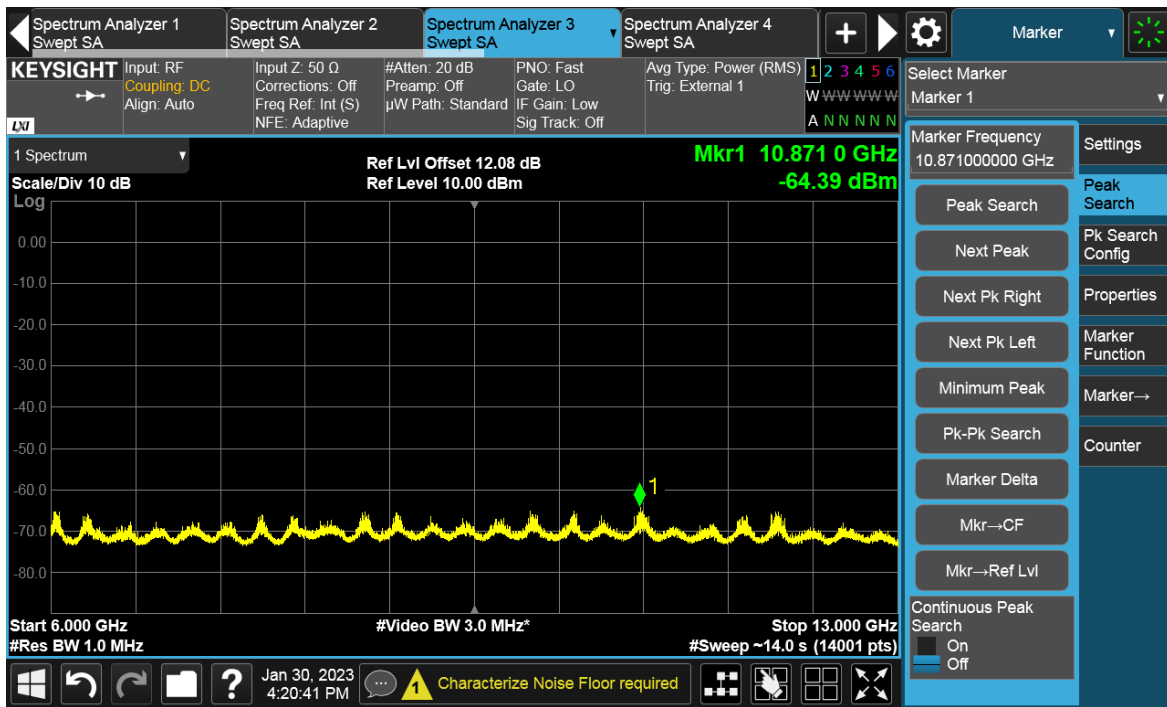 Spectrum Analyzer 1
Swept SA
Spectrum Analyzer 2
Swept SA
Spectrum Analyzer 3
Swept SA
Spectrum Analyzer 4
Swept SA
Marker
KEYSIGHT
LXI
Input: RF
Coupling: DC
Align: Auto
Input Z: 50 Ω
Corrections: Off
Freq Ref: Int (S)
NFE: Adaptive
#Atten: 20 dB
Preamp: Off
µW Path: Standard
PNO: Fast
Gate: LO
IF Gain: Low
Sig Track: Off
Avg Type: Power (RMS)
Trig: External 1
1 2 3 4 5 6
W W W W W W
A N N N N N
Select Marker
Marker 1
1 Spectrum
Scale/Div 10 dB
Log
Ref Lvl Offset 12.08 dB
Ref Level 10.00 dBm
Mkr1 10.871 0 GHz
-64.39 dBm
0.00
-10.0
-20.0
-30.0
-40.0
-50.0
-60.0
-70.0
-80.0
1
Start 6.000 GHz
#Res BW 1.0 MHz
#Video BW 3.0 MHz*
Stop 13.000 GHz
#Sweep ~14.0 s (14001 pts)
Marker Frequency
10.871000000 GHz
Peak Search
Next Peak
Next Pk Right
Next Pk Left
Minimum Peak
Pk-Pk Search
Marker Delta
Mkr→CF
Mkr→Ref Lvl
Continuous Peak
Search
On
Off
Settings
Peak
Search
Pk Search
Config
Properties
Marker
Function
Marker→
Counter
?
Jan 30, 2023
4:20:41 PM
1
Characterize Noise Floor required